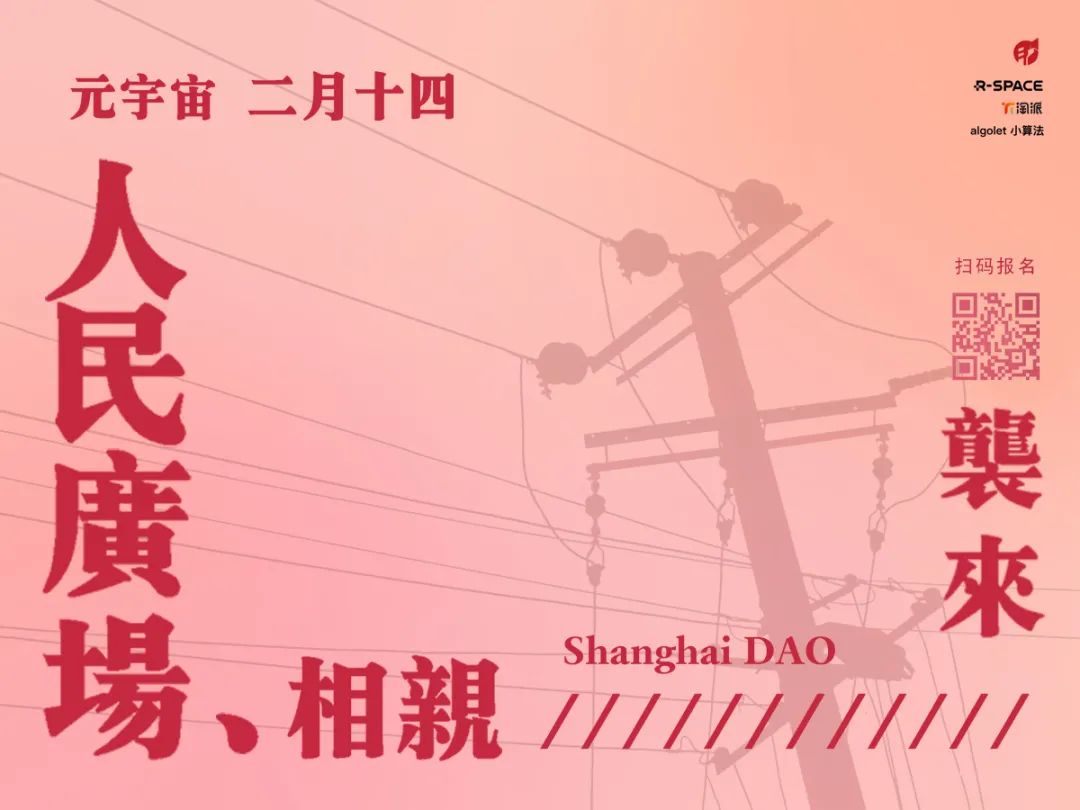 元宇宙 二月十四
R-SPACE
淘派
algolet 小算法
人民廣場、相親
扫码报名
襲來
Shanghai DAO
////////////